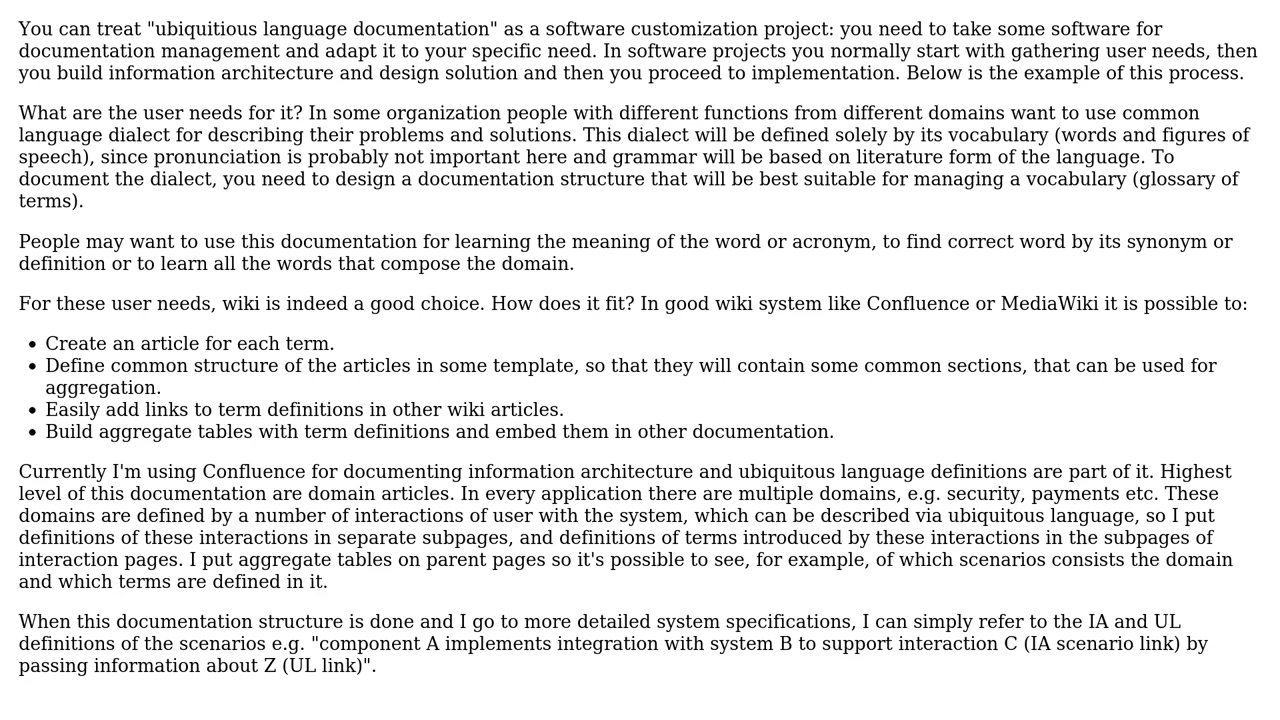 You can treat "ubiquitious language documentation" as a software customization project: you need to take some software for
documentation management and adapt it to your specific need. In software projects you normally start with gathering user needs, then
you build information architecture and design solution and then you proceed to implementation. Below is the example of this process.
What are the user needs for it? In some organization people with different functions from different domains want to use common
language dialect for describing their problems and solutions. This dialect will be defined solely by its vocabulary (words and figures of
speech), since pronunciation is probably not important here and grammar will be based on literature form of the language. To
document the dialect, you need to design a documentation structure that will be best suitable for managing a vocabulary (glossary of
terms).
People may want to use this documentation for learning the meaning of the word or acronym, to find correct word by its synonym or
definition or to learn all the words that compose the domain.
For these user needs, wiki is indeed a good choice. How does it fit? In good wiki system like Confluence or MediaWiki it is possible to:
• Create an article for each term.
• Define common structure of the articles in some template, so that they will contain some common sections, that can be used for
aggregation.
• Easily add links to term definitions in other wiki articles.
• Build aggregate tables with term definitions and embed them in other documentation.
Currently I'm using Confluence for documenting information architecture and ubiquitous language definitions are part of it. Highest
level of this documentation are domain articles. In every application there are multiple domains, e.g. security, payments etc. These
domains are defined by a number of interactions of user with the system, which can be described via ubiquitous language, so I put
definitions of these interactions in separate subpages, and definitions of terms introduced by these interactions in the subpages of
interaction pages. I put aggregate tables on parent pages so it's possible to see, for example, of which scenarios consists the domain
and which terms are defined in it.
When this documentation structure is done and I go to more detailed system specifications, I can simply refer to the IA and UL
definitions of the scenarios e.g. "component A implements integration with system B to support interaction C (IA scenario link) by
passing information about Z (UL link)".